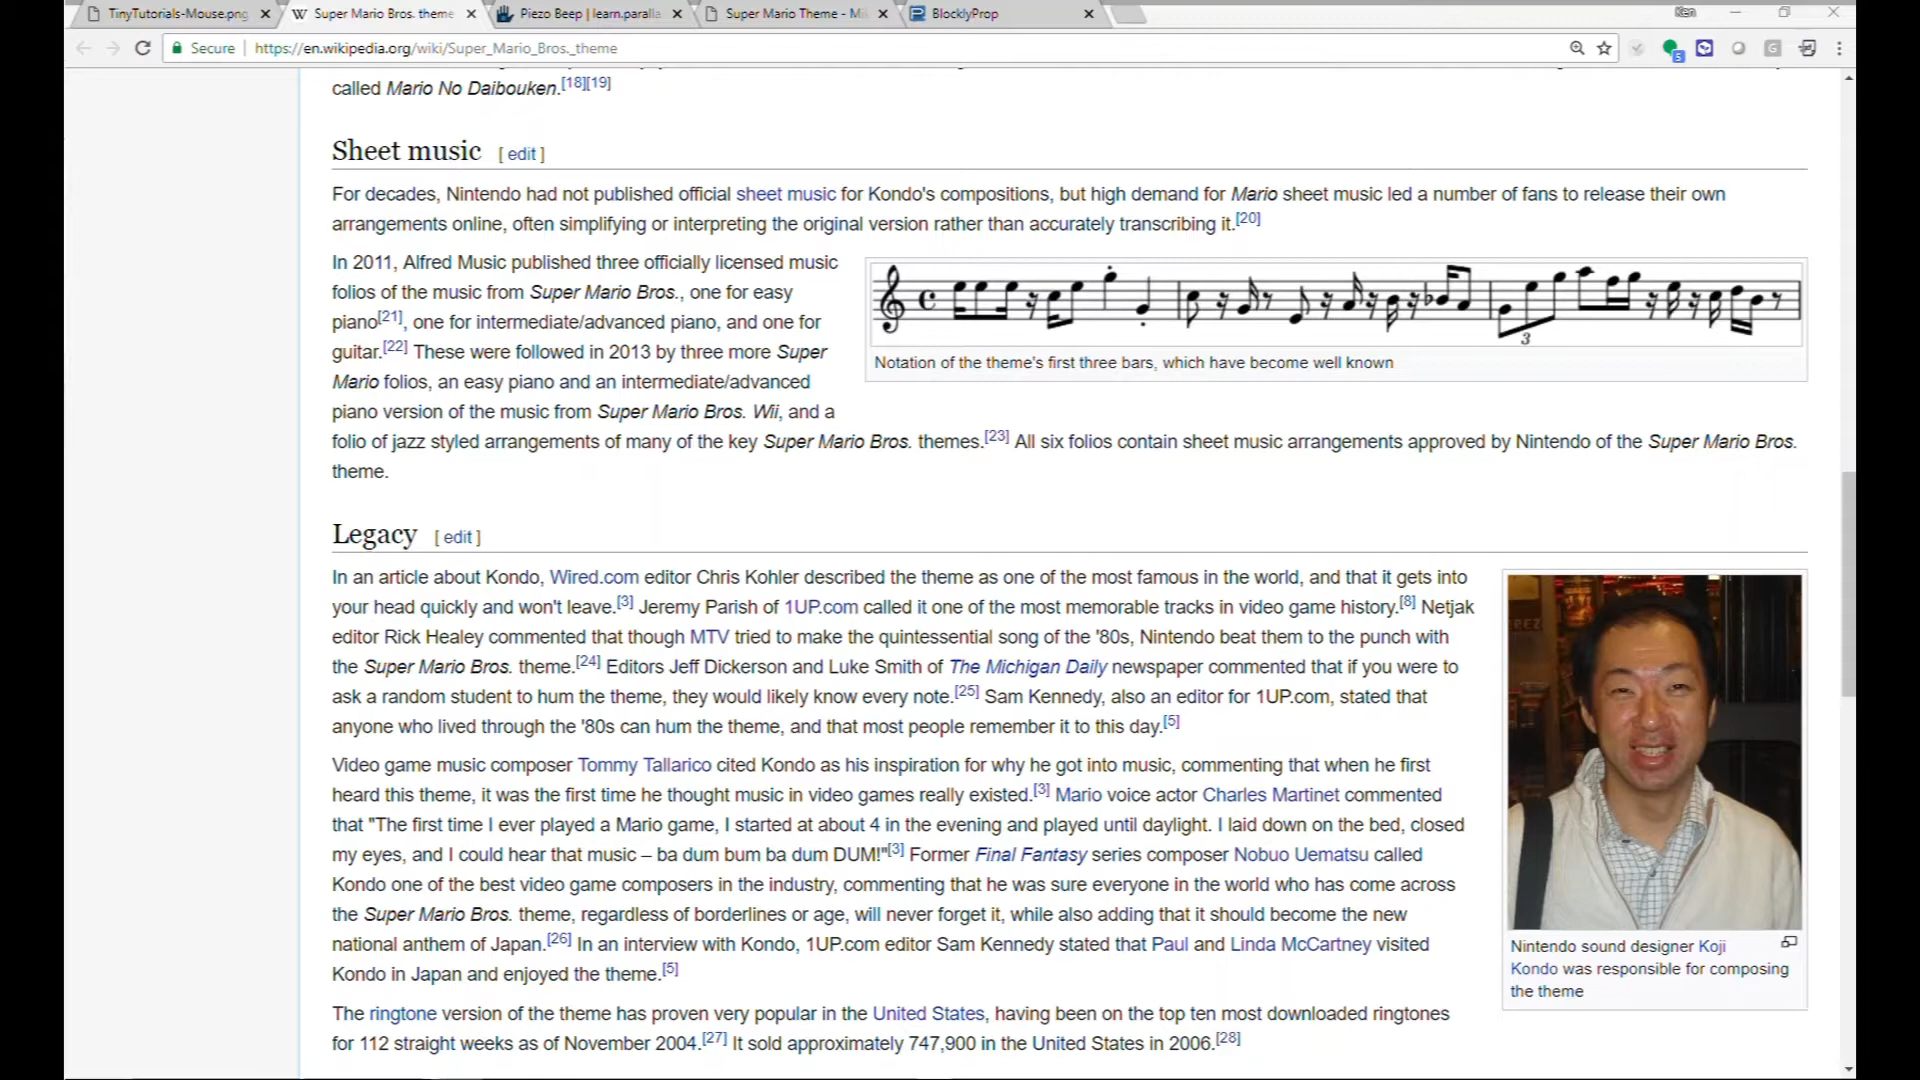 TinyTutorials-Mouse.png
Super Mario Bros. theme
Piezo Beep | learn.paralla
Super Mario Theme - Mi
BlocklyProp
Ken
Secure
https://en.wikipedia.org/wiki/Super_Mario_Bros._theme
5
G
called Mario No Daibouken.[18][19]
Sheet music [ edit ]
For decades, Nintendo had not published official sheet music for Kondo's compositions, but high demand for Mario sheet music led a number of fans to release their own
arrangements online, often simplifying or interpreting the original version rather than accurately transcribing it.[20]
In 2011, Alfred Music published three officially licensed music
folios of the music from Super Mario Bros., one for easy
piano[21], one for intermediate/advanced piano, and one for
guitar.[22] These were followed in 2013 by three more Super
Mario folios, an easy piano and an intermediate/advanced
piano version of the music from Super Mario Bros. Wii, and a
folio of jazz styled arrangements of many of the key Super Mario Bros. themes.[23] All six folios contain sheet music arrangements approved by Nintendo of the Super Mario Bros.
theme.
3
Notation of the theme's first three bars, which have become well known
Legacy [ edit ]
In an article about Kondo, Wired.com editor Chris Kohler described the theme as one of the most famous in the world, and that it gets into
your head quickly and won't leave.[3] Jeremy Parish of 1UP.com called it one of the most memorable tracks in video game history.[8] Netjak
editor Rick Healey commented that though MTV tried to make the quintessential song of the '80s, Nintendo beat them to the punch with
the Super Mario Bros. theme.[24] Editors Jeff Dickerson and Luke Smith of The Michigan Daily newspaper commented that if you were to
ask a random student to hum the theme, they would likely know every note.[25] Sam Kennedy, also an editor for 1UP.com, stated that
anyone who lived through the '80s can hum the theme, and that most people remember it to this day.[5]
Video game music composer Tommy Tallarico cited Kondo as his inspiration for why he got into music, commenting that when he first
heard this theme, it was the first time he thought music in video games really existed.[3] Mario voice actor Charles Martinet commented
that "The first time I ever played a Mario game, I started at about 4 in the evening and played until daylight. I laid down on the bed, closed
my eyes, and I could hear that music – ba dum bum ba dum DUM!"[3] Former Final Fantasy series composer Nobuo Uematsu called
Kondo one of the best video game composers in the industry, commenting that he was sure everyone in the world who has come across
the Super Mario Bros. theme, regardless of borderlines or age, will never forget it, while also adding that it should become the new
national anthem of Japan.[26] In an interview with Kondo, 1UP.com editor Sam Kennedy stated that Paul and Linda McCartney visited
Kondo in Japan and enjoyed the theme.[5]
The ringtone version of the theme has proven very popular in the United States, having been on the top ten most downloaded ringtones
for 112 straight weeks as of November 2004.[27] It sold approximately 747,900 in the United States in 2006.[28]
Nintendo sound designer Koji
Kondo was responsible for composing
the theme